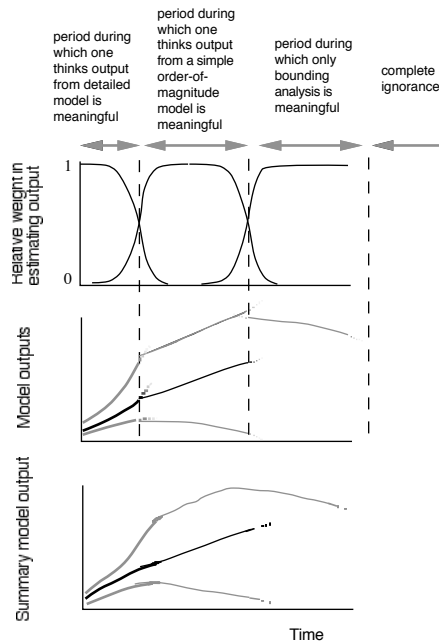 period during
which one
thinks output
from detailed
model is
meaningful
period during
which one
thinks output
from a simple
order-of-
magnitude
model is
meaningful
period during
which only
bounding
analysis is
meaningful
complete
ignorance
Relative weight in
estimating output
1
0
Model outputs
Summary model output
Time